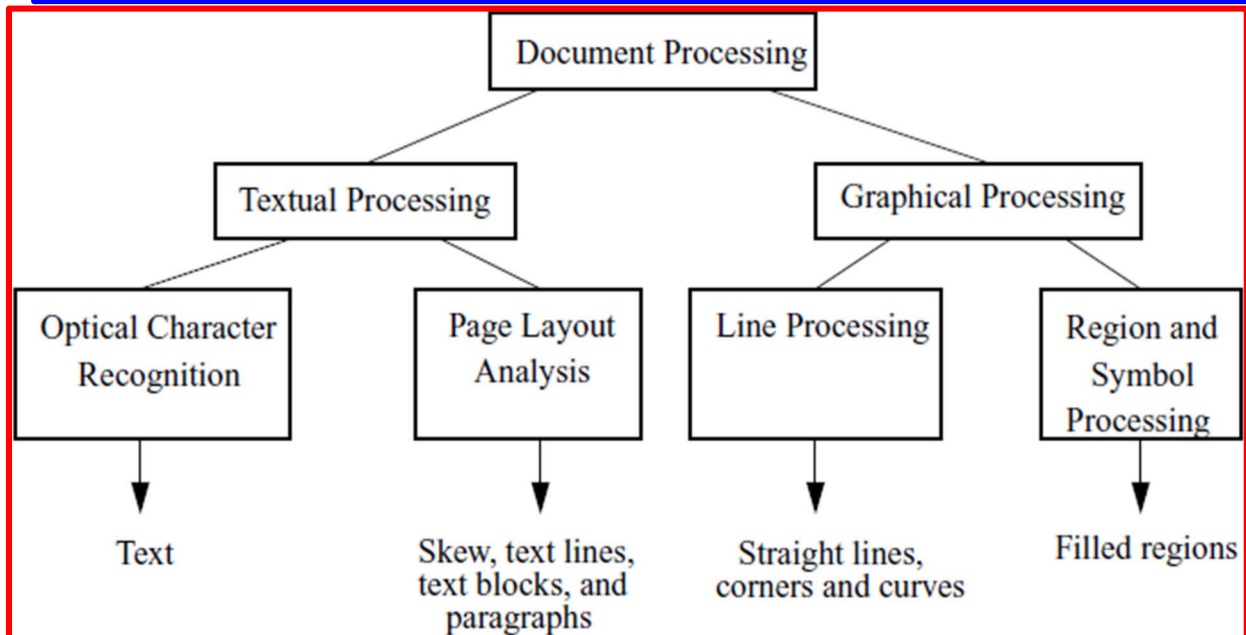 Document Processing
Textual Processing
Graphical Processing
Optical Character
Recognition
Page Layout
Analysis
Line Processing
Region and
Symbol
Processing
Text
Skew, text lines,
text blocks, and
paragraphs
Straight lines,
corners and curves
Filled regions